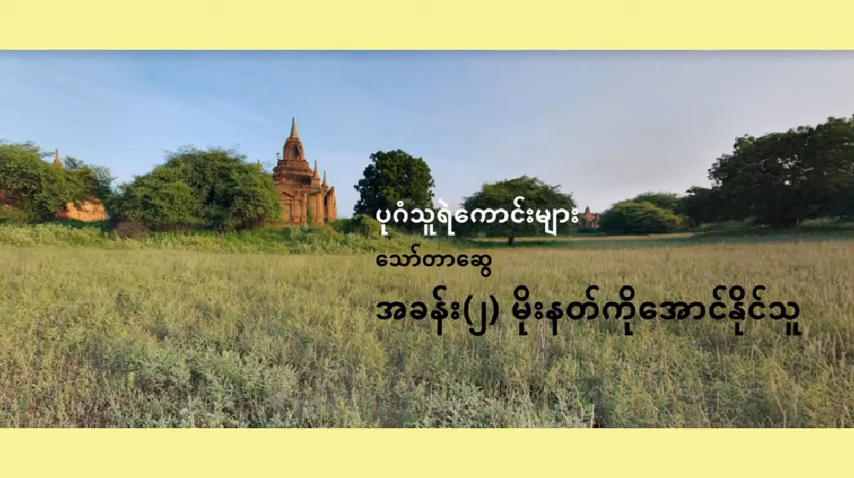 ပုဂံသူရဲကောင်းများ
သော်တာဆွေ
အခန်း(၂) မိုးနတ်ကိုအောင်နိုင်သူ